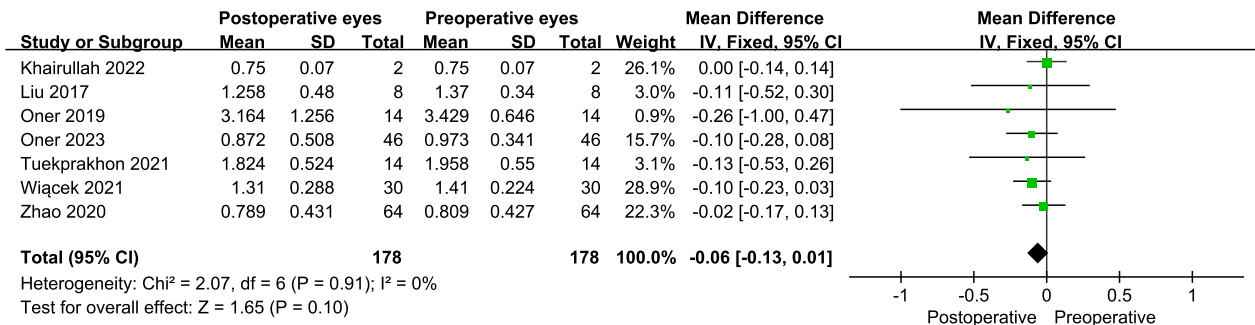 Postoperative eyes Preoperative eyes Mean Difference Mean Difference
Study or Subgroup Mean SD Total Mean SD Total Weight IV, Fixed, 95% CI IV, Fixed, 95% CI
Khairullah 2022 0.75 0.07 2 0.75 0.07 2 26.1% 0.00 [-0.14, 0.14]
Liu 2017 1.258 0.48 8 1.37 0.34 8 3.0% -0.11 [-0.52, 0.30]
Oner 2019 3.164 1.256 14 3.429 0.646 14 0.9% -0.26 [-1.00, 0.47]
Oner 2023 0.872 0.508 46 0.973 0.341 46 15.7% -0.10 [-0.28, 0.08]
Tuekprakhon 2021 1.824 0.524 14 1.958 0.55 14 3.1% -0.13 [-0.53, 0.26]
Wiącek 2021 1.31 0.288 30 1.41 0.224 30 28.9% -0.10 [-0.23, 0.03]
Zhao 2020 0.789 0.431 64 0.809 0.427 64 22.3% -0.02 [-0.17, 0.13]
Total (95% CI) 178 178 100.0% -0.06 [-0.13, 0.01]
Heterogeneity: Chi² = 2.07, df = 6 (P = 0.91); I² = 0%
Test for overall effect: Z = 1.65 (P = 0.10)
-1 -0.5 0 0.5 1
Postoperative Preoperative